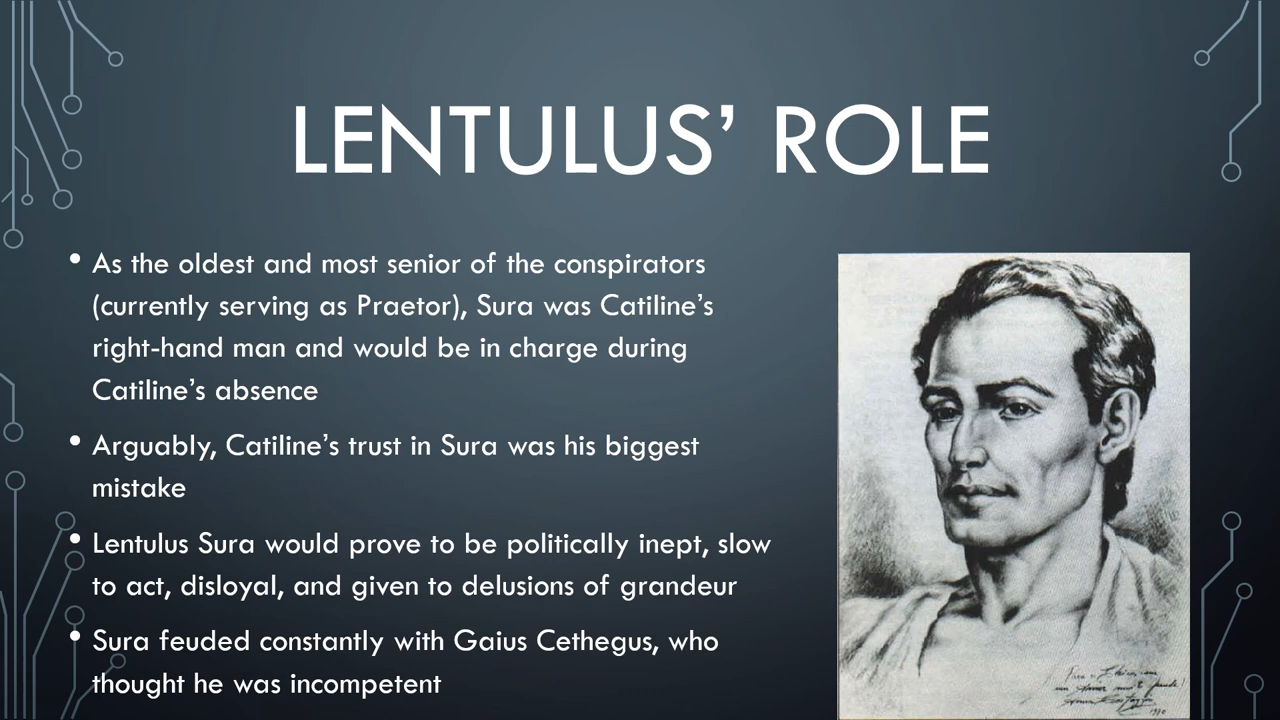 LENTULUS’ ROLE
• As the oldest and most senior of the conspirators
(currently serving as Praetor), Sura was Catiline’s
right-hand man and would be in charge during
Catiline’s absence
• Arguably, Catiline’s trust in Sura was his biggest
mistake
• Lentulus Sura would prove to be politically inept, slow
to act, disloyal, and given to delusions of grandeur
• Sura feuded constantly with Gaius Cethegus, who
thought he was incompetent